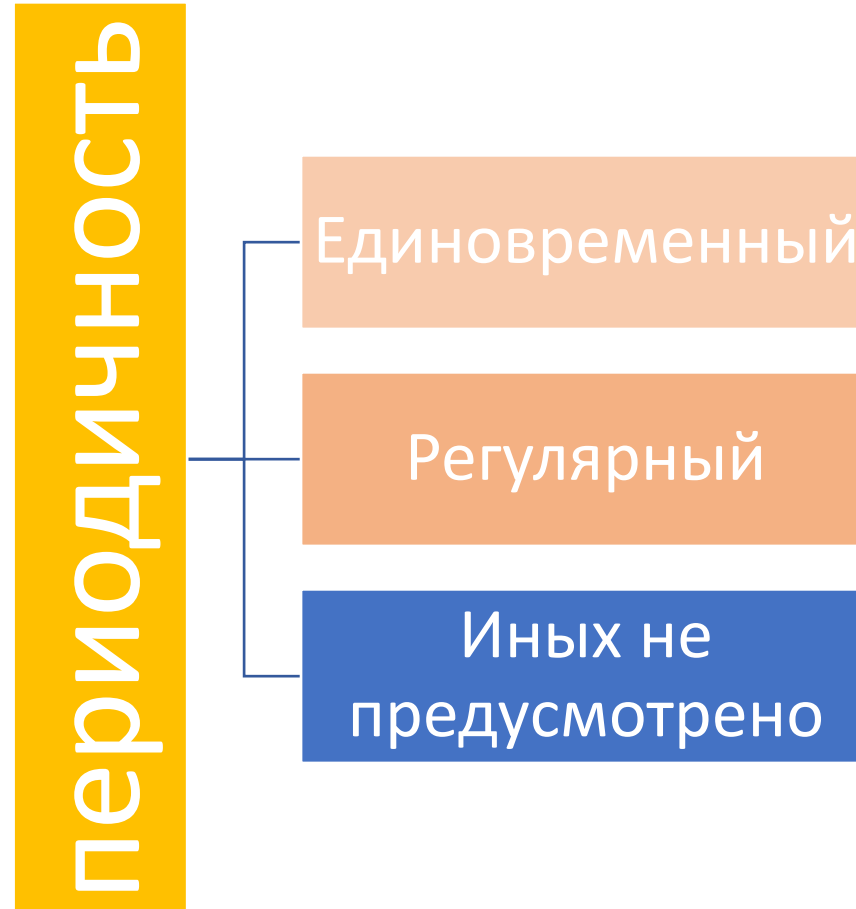 периодичность
Единовременный
Регулярный
Иных не
предусмотрено